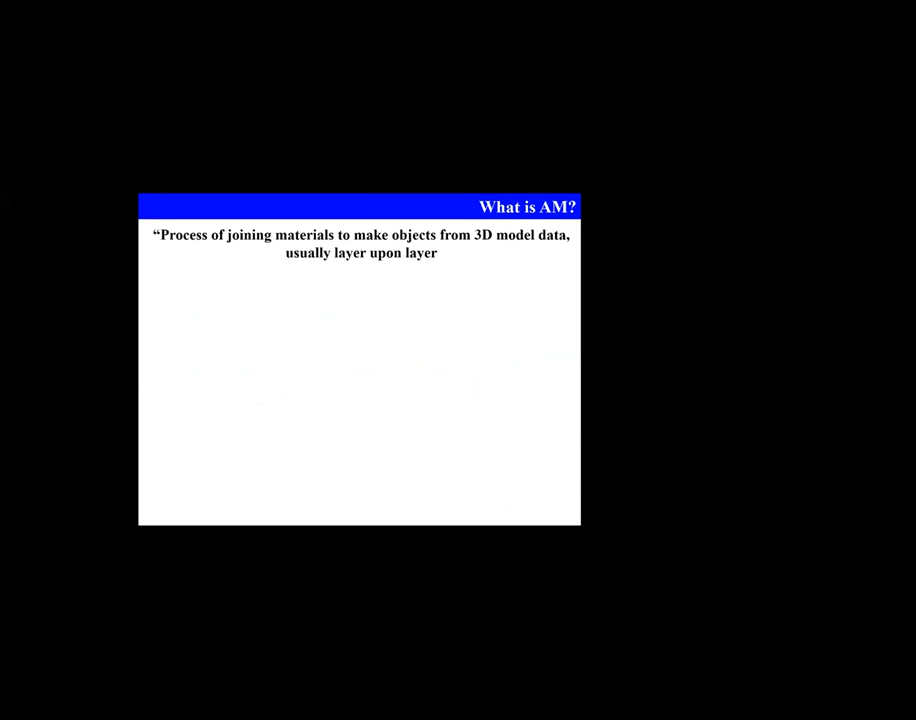 What is AM?
“Process of joining materials to make objects from 3D model data,
usually layer upon layer